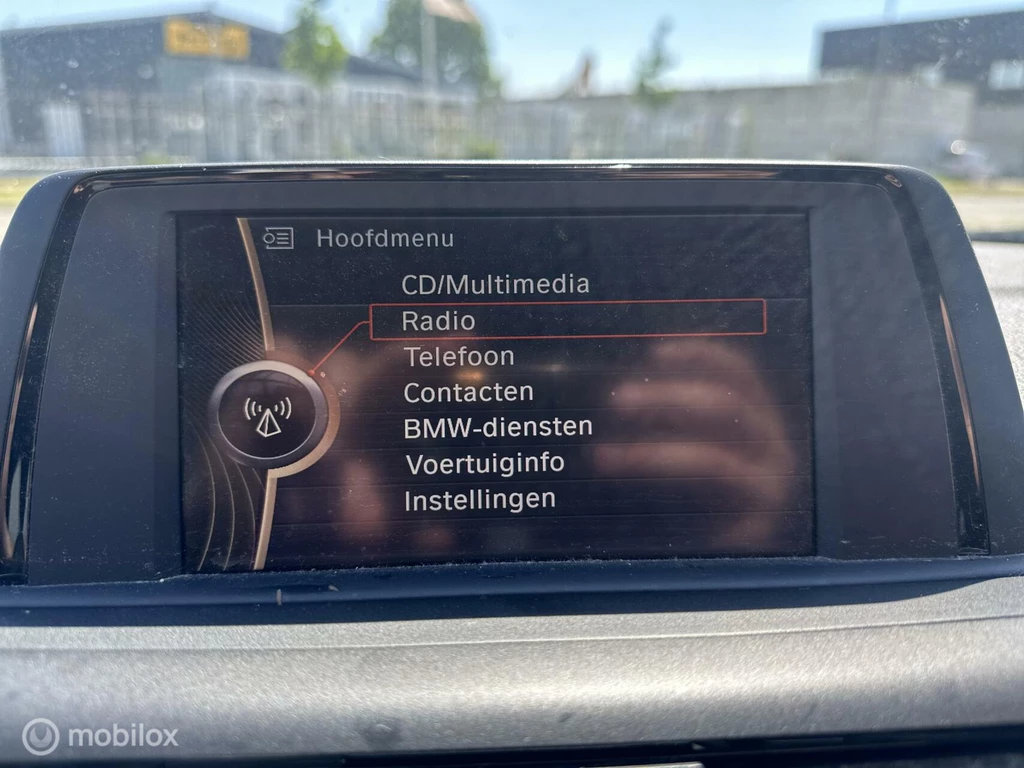 Hoofdmenu
CD/Multimedia
Radio
Telefoon
Contacten
BMW-diensten
Voertuiginfo
Instellingen
mobilox